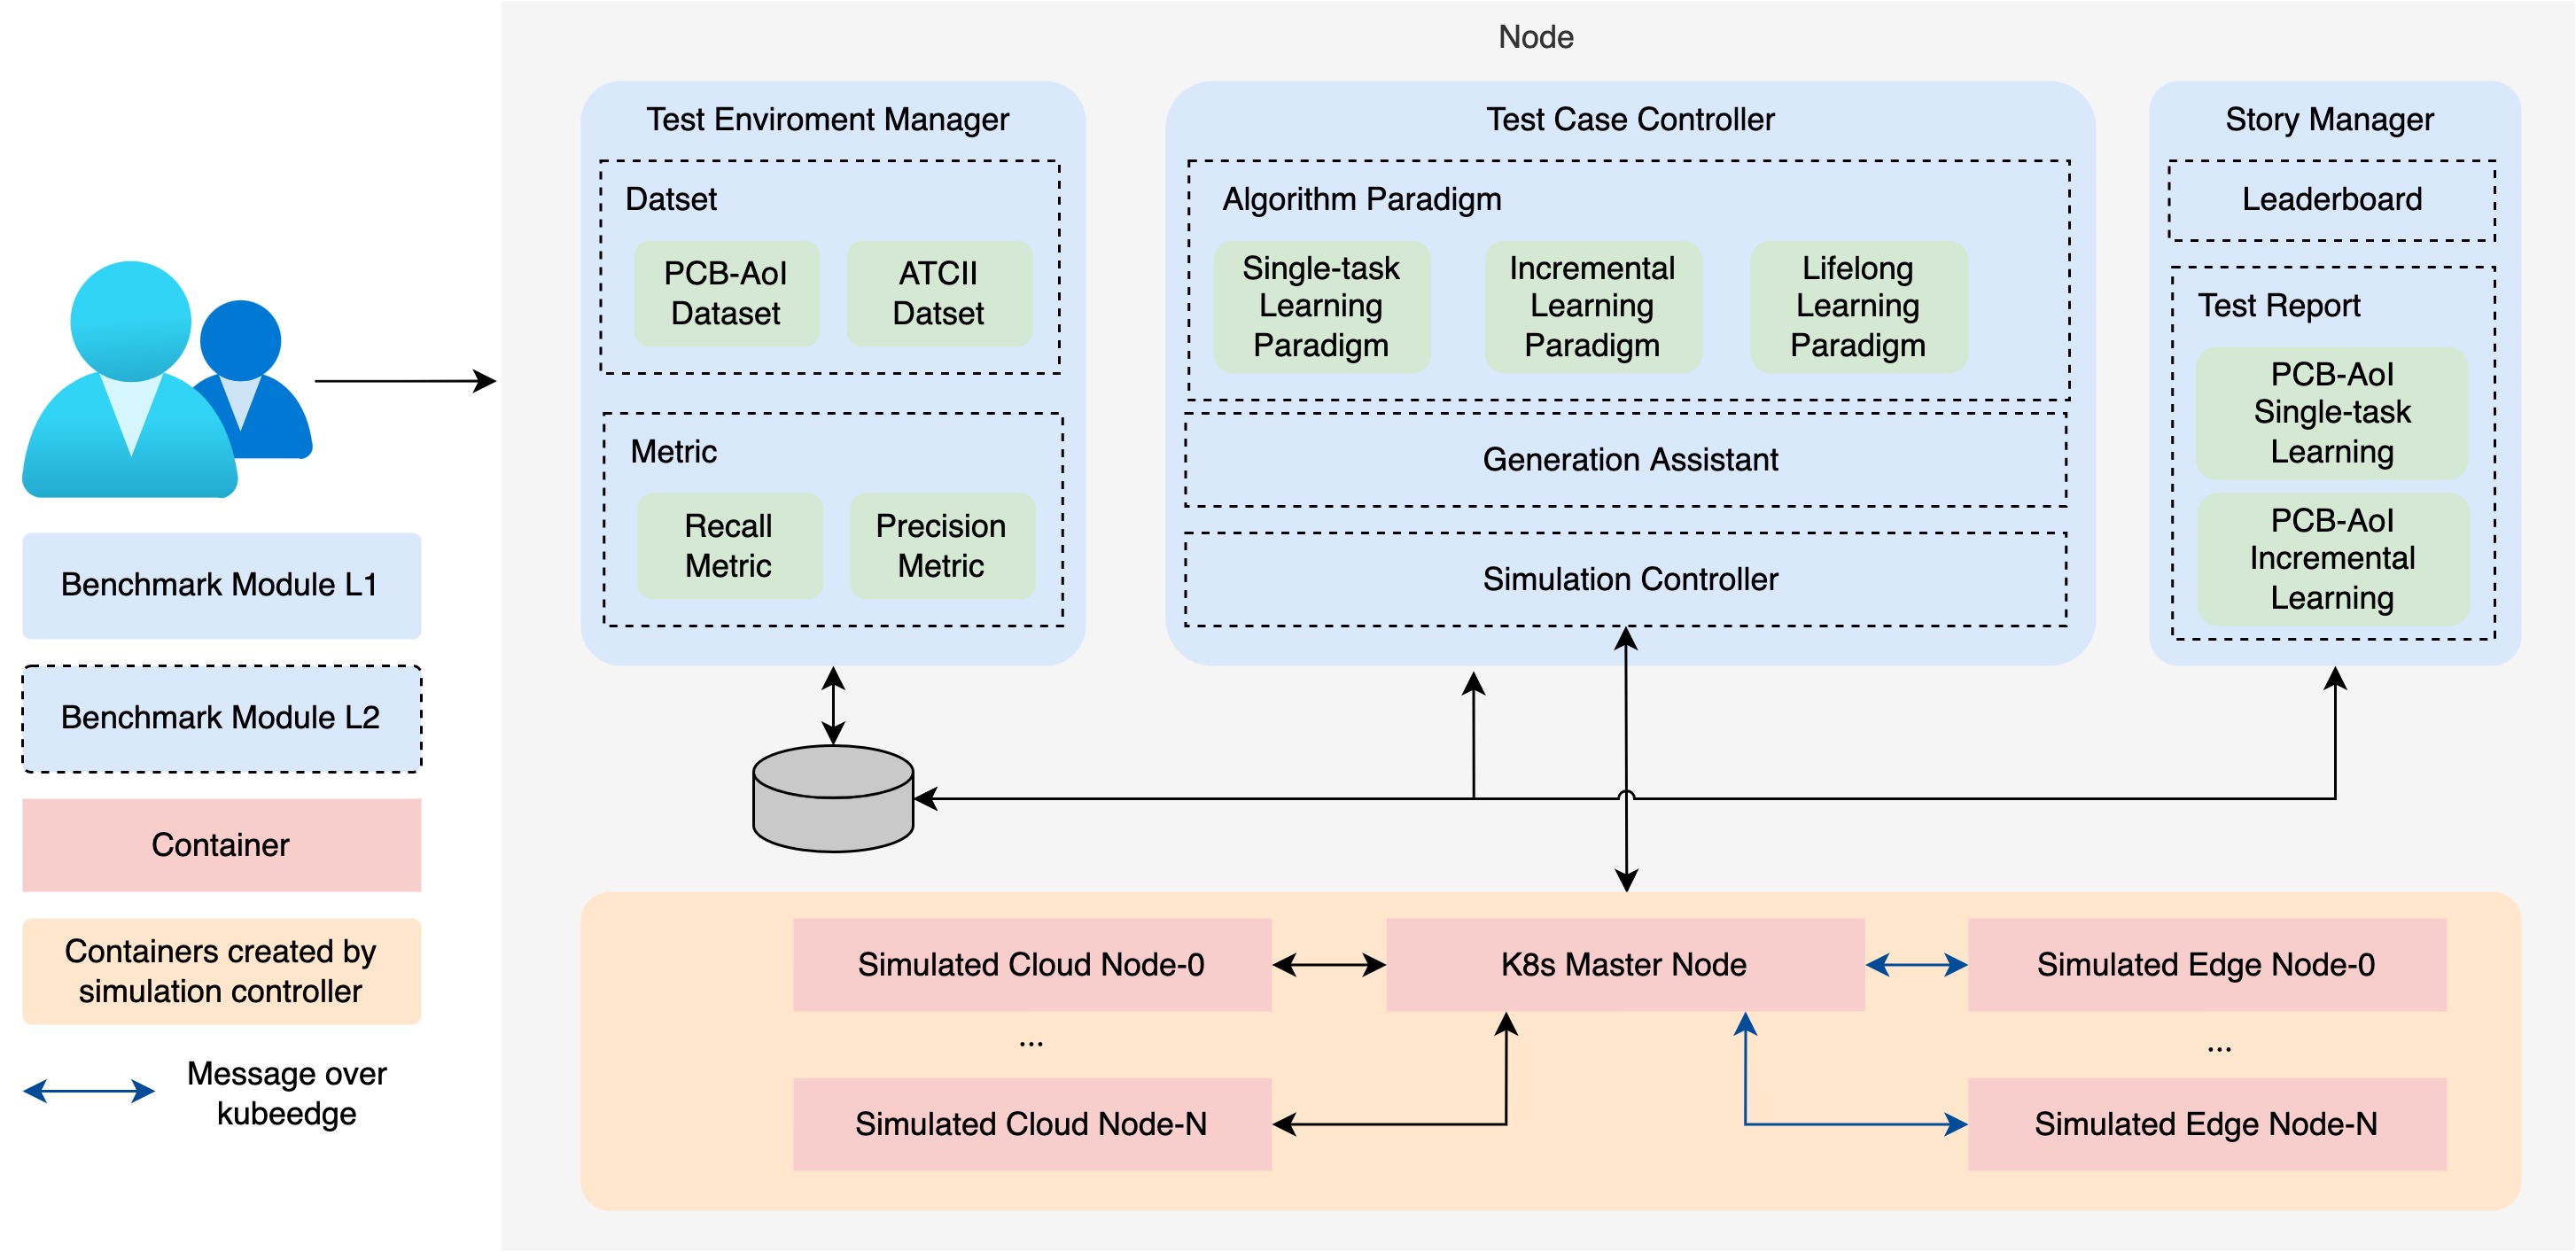 Node
Test Enviroment Manager
Datset
PCB-AoI
Dataset
ATCII
Datset
Metric
Recall
Metric
Precision
Metric
Test Case Controller
Algorithm Paradigm
Single-task
Learning
Paradigm
Incremental
Learning
Paradigm
Lifelong
Learning
Paradigm
Generation Assistant
Simulation Controller
Story Manager
Leaderboard
Test Report
PCB-AoI
Single-task
Learning
PCB-AoI
Incremental
Learning
Benchmark Module L1
Benchmark Module L2
Container
Containers created by
simulation controller
Message over
kubeedge
Simulated Cloud Node-0
...
Simulated Cloud Node-N
K8s Master Node
Simulated Edge Node-0
...
Simulated Edge Node-N